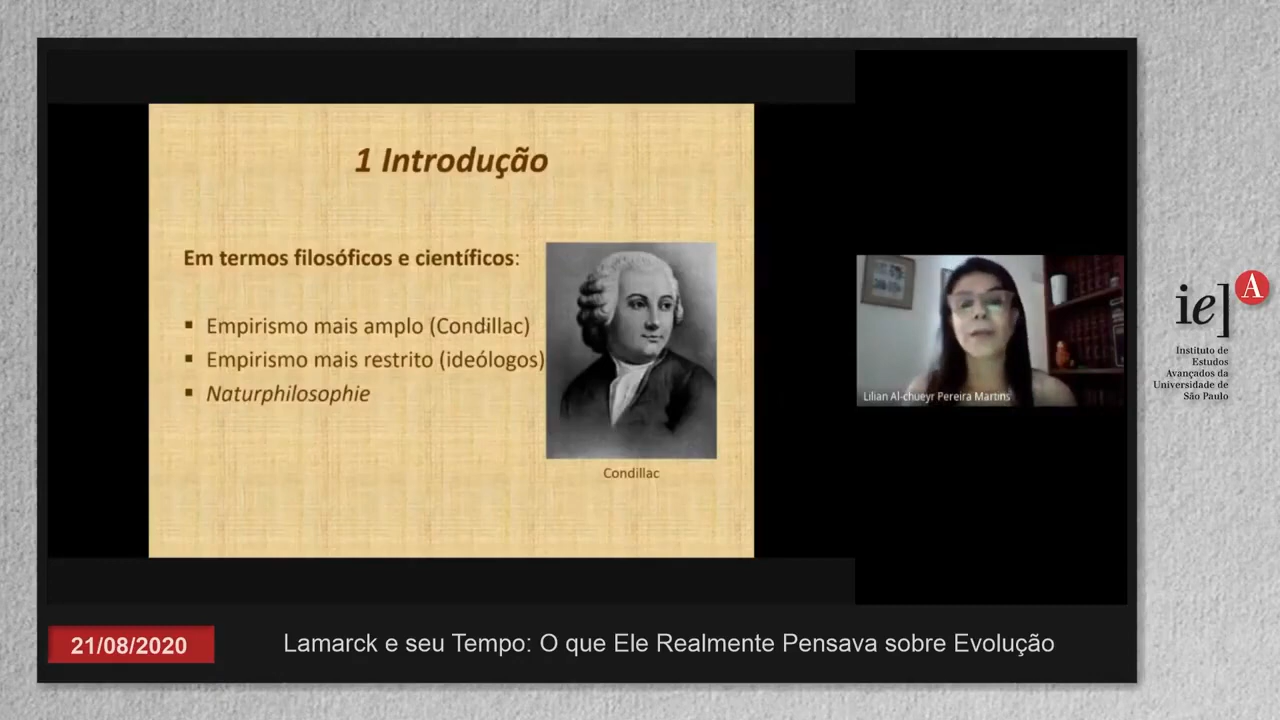 1 Introdução
Em termos filosóficos e científicos:
▪ Empirismo mais amplo (Condillac)
▪ Empirismo mais restrito (ideólogos)
▪ Naturphilosophie
Condillac
Lilian Al-chueyr Pereira Martins
iea
Instituto de
Estudos
Avançados da
Universidade de
São Paulo
21/08/2020
Lamarck e seu Tempo: O que Ele Realmente Pensava sobre Evolução